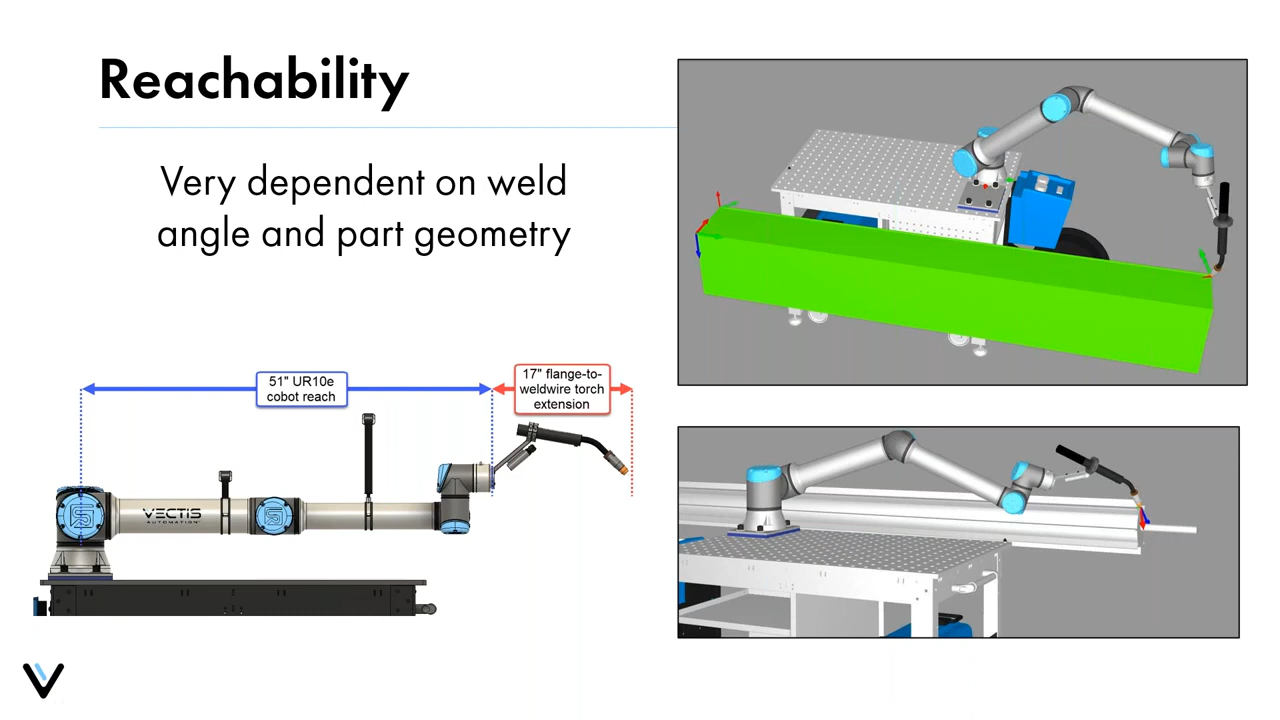 Reachability
Very dependent on weld
angle and part geometry
51" UR10e
cobot reach
17" flange-to-
weldwire torch
extension
VECTIS
AUTOMATION